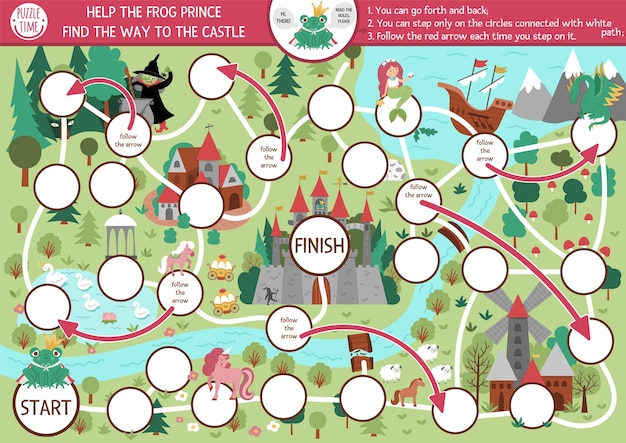 PUZZLE
TIME
HELP THE FROG PRINCE
FIND THE WAY TO THE CASTLE
HI,
THERE!
READ THE
RULES,
PLEASE
1. You can go forth and back;
2. You can step only on the circles connected with white
path;
3. Follow the red arrow each time you step on it.
follow
the arrow
follow
the
arrow
follow
the
arrow
follow
the arrow
FINISH
follow
the arrow
follow
the
arrow
START